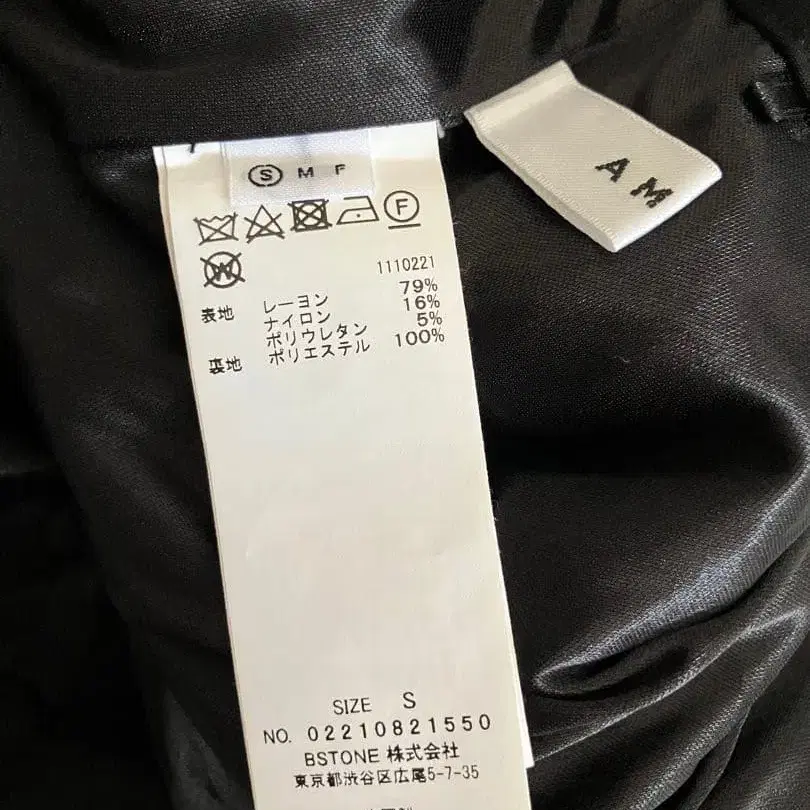 Ⓢ M F
AM
F
W
1110221
表地 レーヨン 79%
ナイロン 16%
ポリウレタン 5%
裏地 ポリエステル 100%
SIZE S
NO. 02210821550
BSTONE 株式会社
東京都渋谷区広尾5-7-35